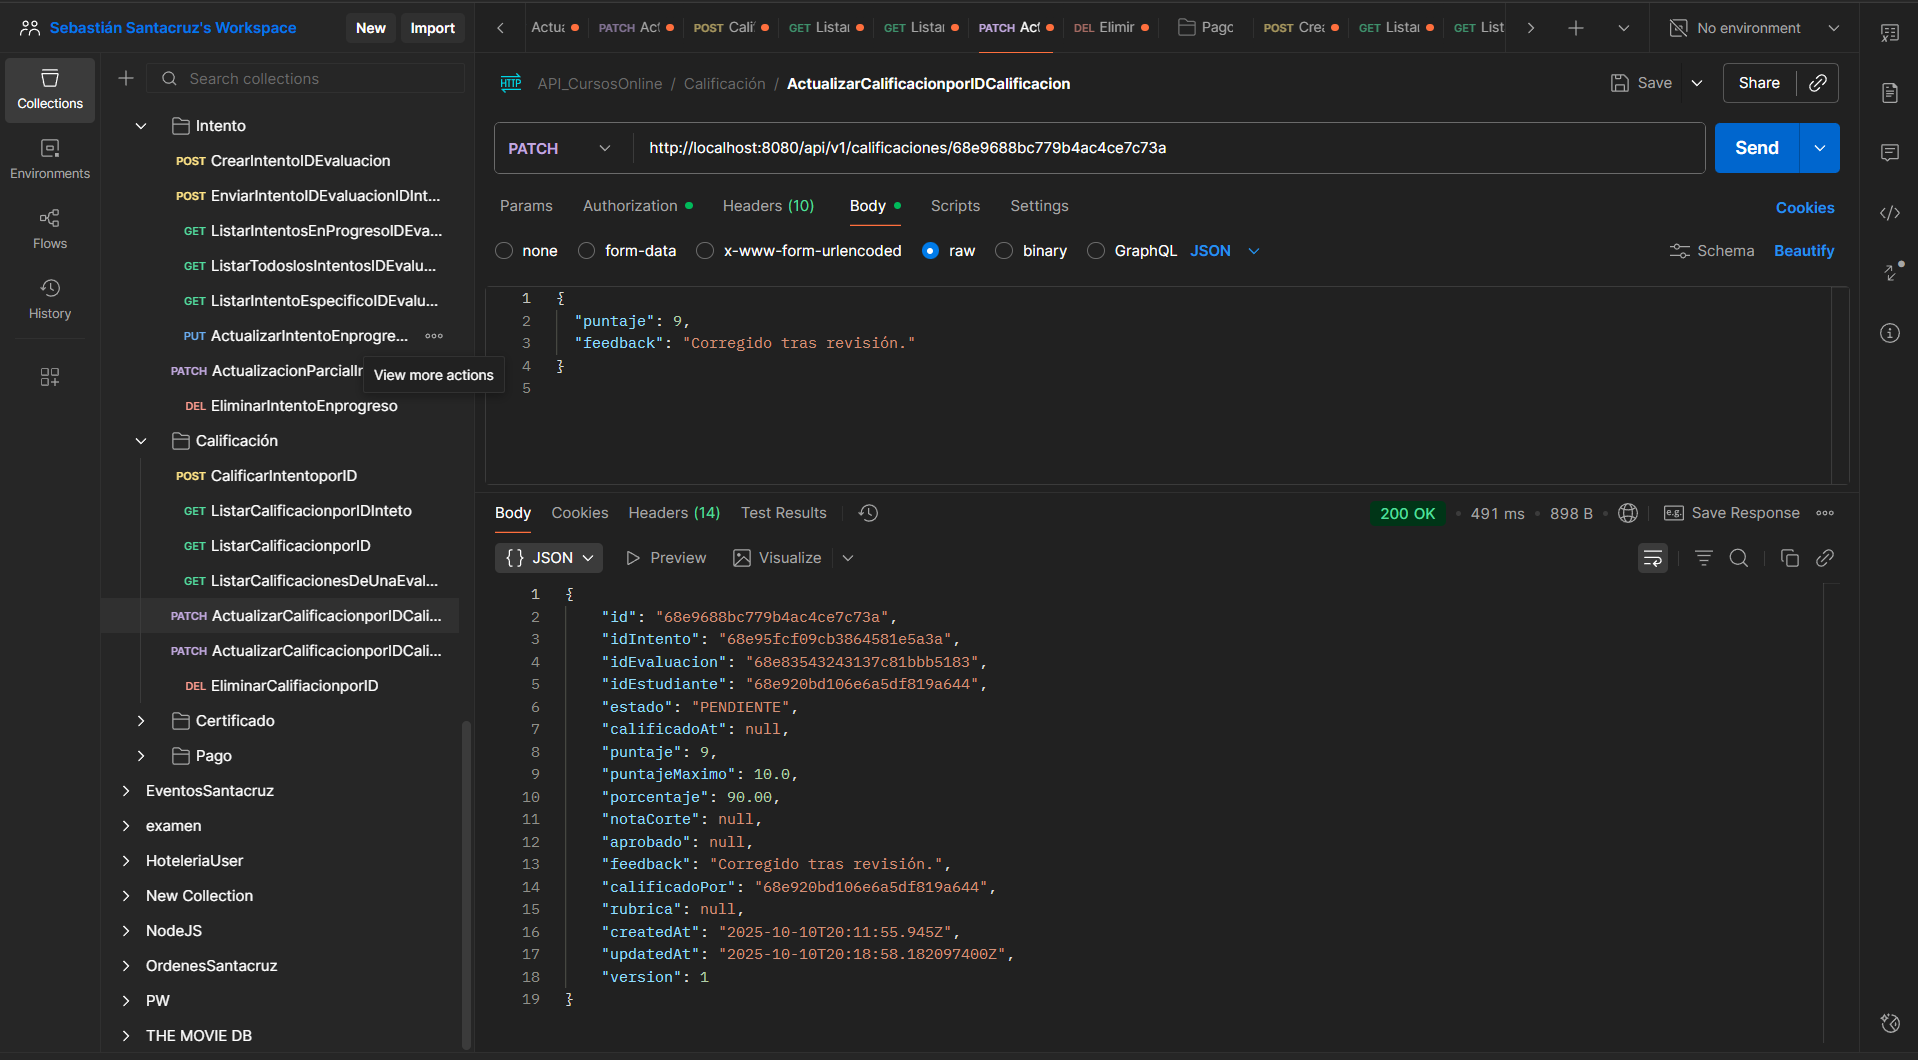 Sebastián Santacruz's Workspace New Import
Actu PATCH Act POST Calif GET Listar GET Listar PATCH Act DEL Elimir Pago POST Crea GET Listar GET List No environment
Collections
Environments
Flows
History
Search collections
Intento
POST CrearIntentoIDEvaluacion
POST EnviarIntentoIDEvaluacionIDInt...
GET ListarIntentosEnProgresoIDEva...
GET ListarTodoslosIntentosIDEvalu...
GET ListarIntentoEspecificoIDEvalu...
PUT ActualizarIntentoEnprogre...
PATCH ActualizacionParcialIr
View more actions
DEL EliminarIntentoEnprogreso
Calificación
POST CalificarIntentoporID
GET ListarCalificacionporIDInteto
GET ListarCalificacionporID
GET ListarCalificacionesDeUnaEval...
PATCH ActualizarCalificacionporIDCali...
PATCH ActualizarCalificacionporIDCali...
DEL EliminarCalifiacionporID
Certificado
Pago
EventosSantacruz
examen
HoteleriaUser
New Collection
NodeJS
OrdenesSantacruz
PW
THE MOVIE DB
HTTP API_CursosOnline / Calificación / ActualizarCalificacionporIDCalificacion Save Share
PATCH http://localhost:8080/api/v1/calificaciones/68e9688bc779b4ac4ce7c73a Send
Params Authorization Headers (10) Body Scripts Settings Cookies
none form-data x-www-form-urlencoded raw binary GraphQL JSON Schema Beautify
1 {
2 "puntaje": 9,
3 "feedback": "Corregido tras revisión."
4 }
5
Body Cookies Headers (14) Test Results 200 OK 491 ms 898 B e.g. Save Response
{} JSON Preview Visualize
1 {
2 "id": "68e9688bc779b4ac4ce7c73a",
3 "idIntento": "68e95fcf09cb3864581e5a3a",
4 "idEvaluacion": "68e83543243137c81bbb5183",
5 "idEstudiante": "68e920bd106e6a5df819a644",
6 "estado": "PENDIENTE",
7 "calificadoAt": null,
8 "puntaje": 9,
9 "puntajeMaximo": 10.0,
10 "porcentaje": 90.00,
11 "notaCorte": null,
12 "aprobado": null,
13 "feedback": "Corregido tras revisión.",
14 "calificadoPor": "68e920bd106e6a5df819a644",
15 "rubrica": null,
16 "createdAt": "2025-10-10T20:11:55.945Z",
17 "updatedAt": "2025-10-10T20:18:58.182097400Z",
18 "version": 1
19 }